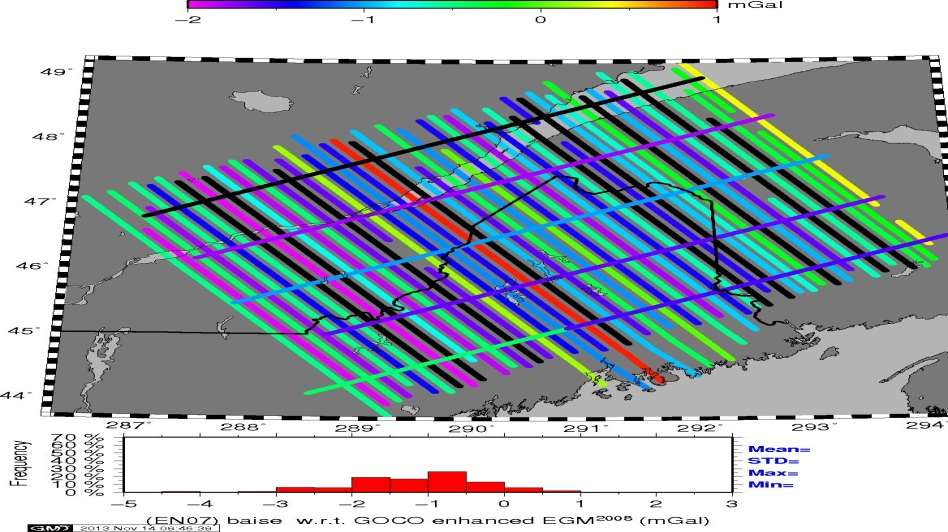 −2 −1 0 1 mGal
49°
48°
47°
46°
45°
44°
287° 288° 289° 290° 291° 292° 293° 294°
Frequency
70 %
60 %
50 %
40 %
30 %
20 %
10 %
0 %
Mean=
STD=
Max=
Min=
−5 −4 −3 −2 −1 0 1 2 3
(EN07) baise w.r.t. GOCO enhanced EGM2008 (mGal)
GMT 2013 Nov 14 09:46:39